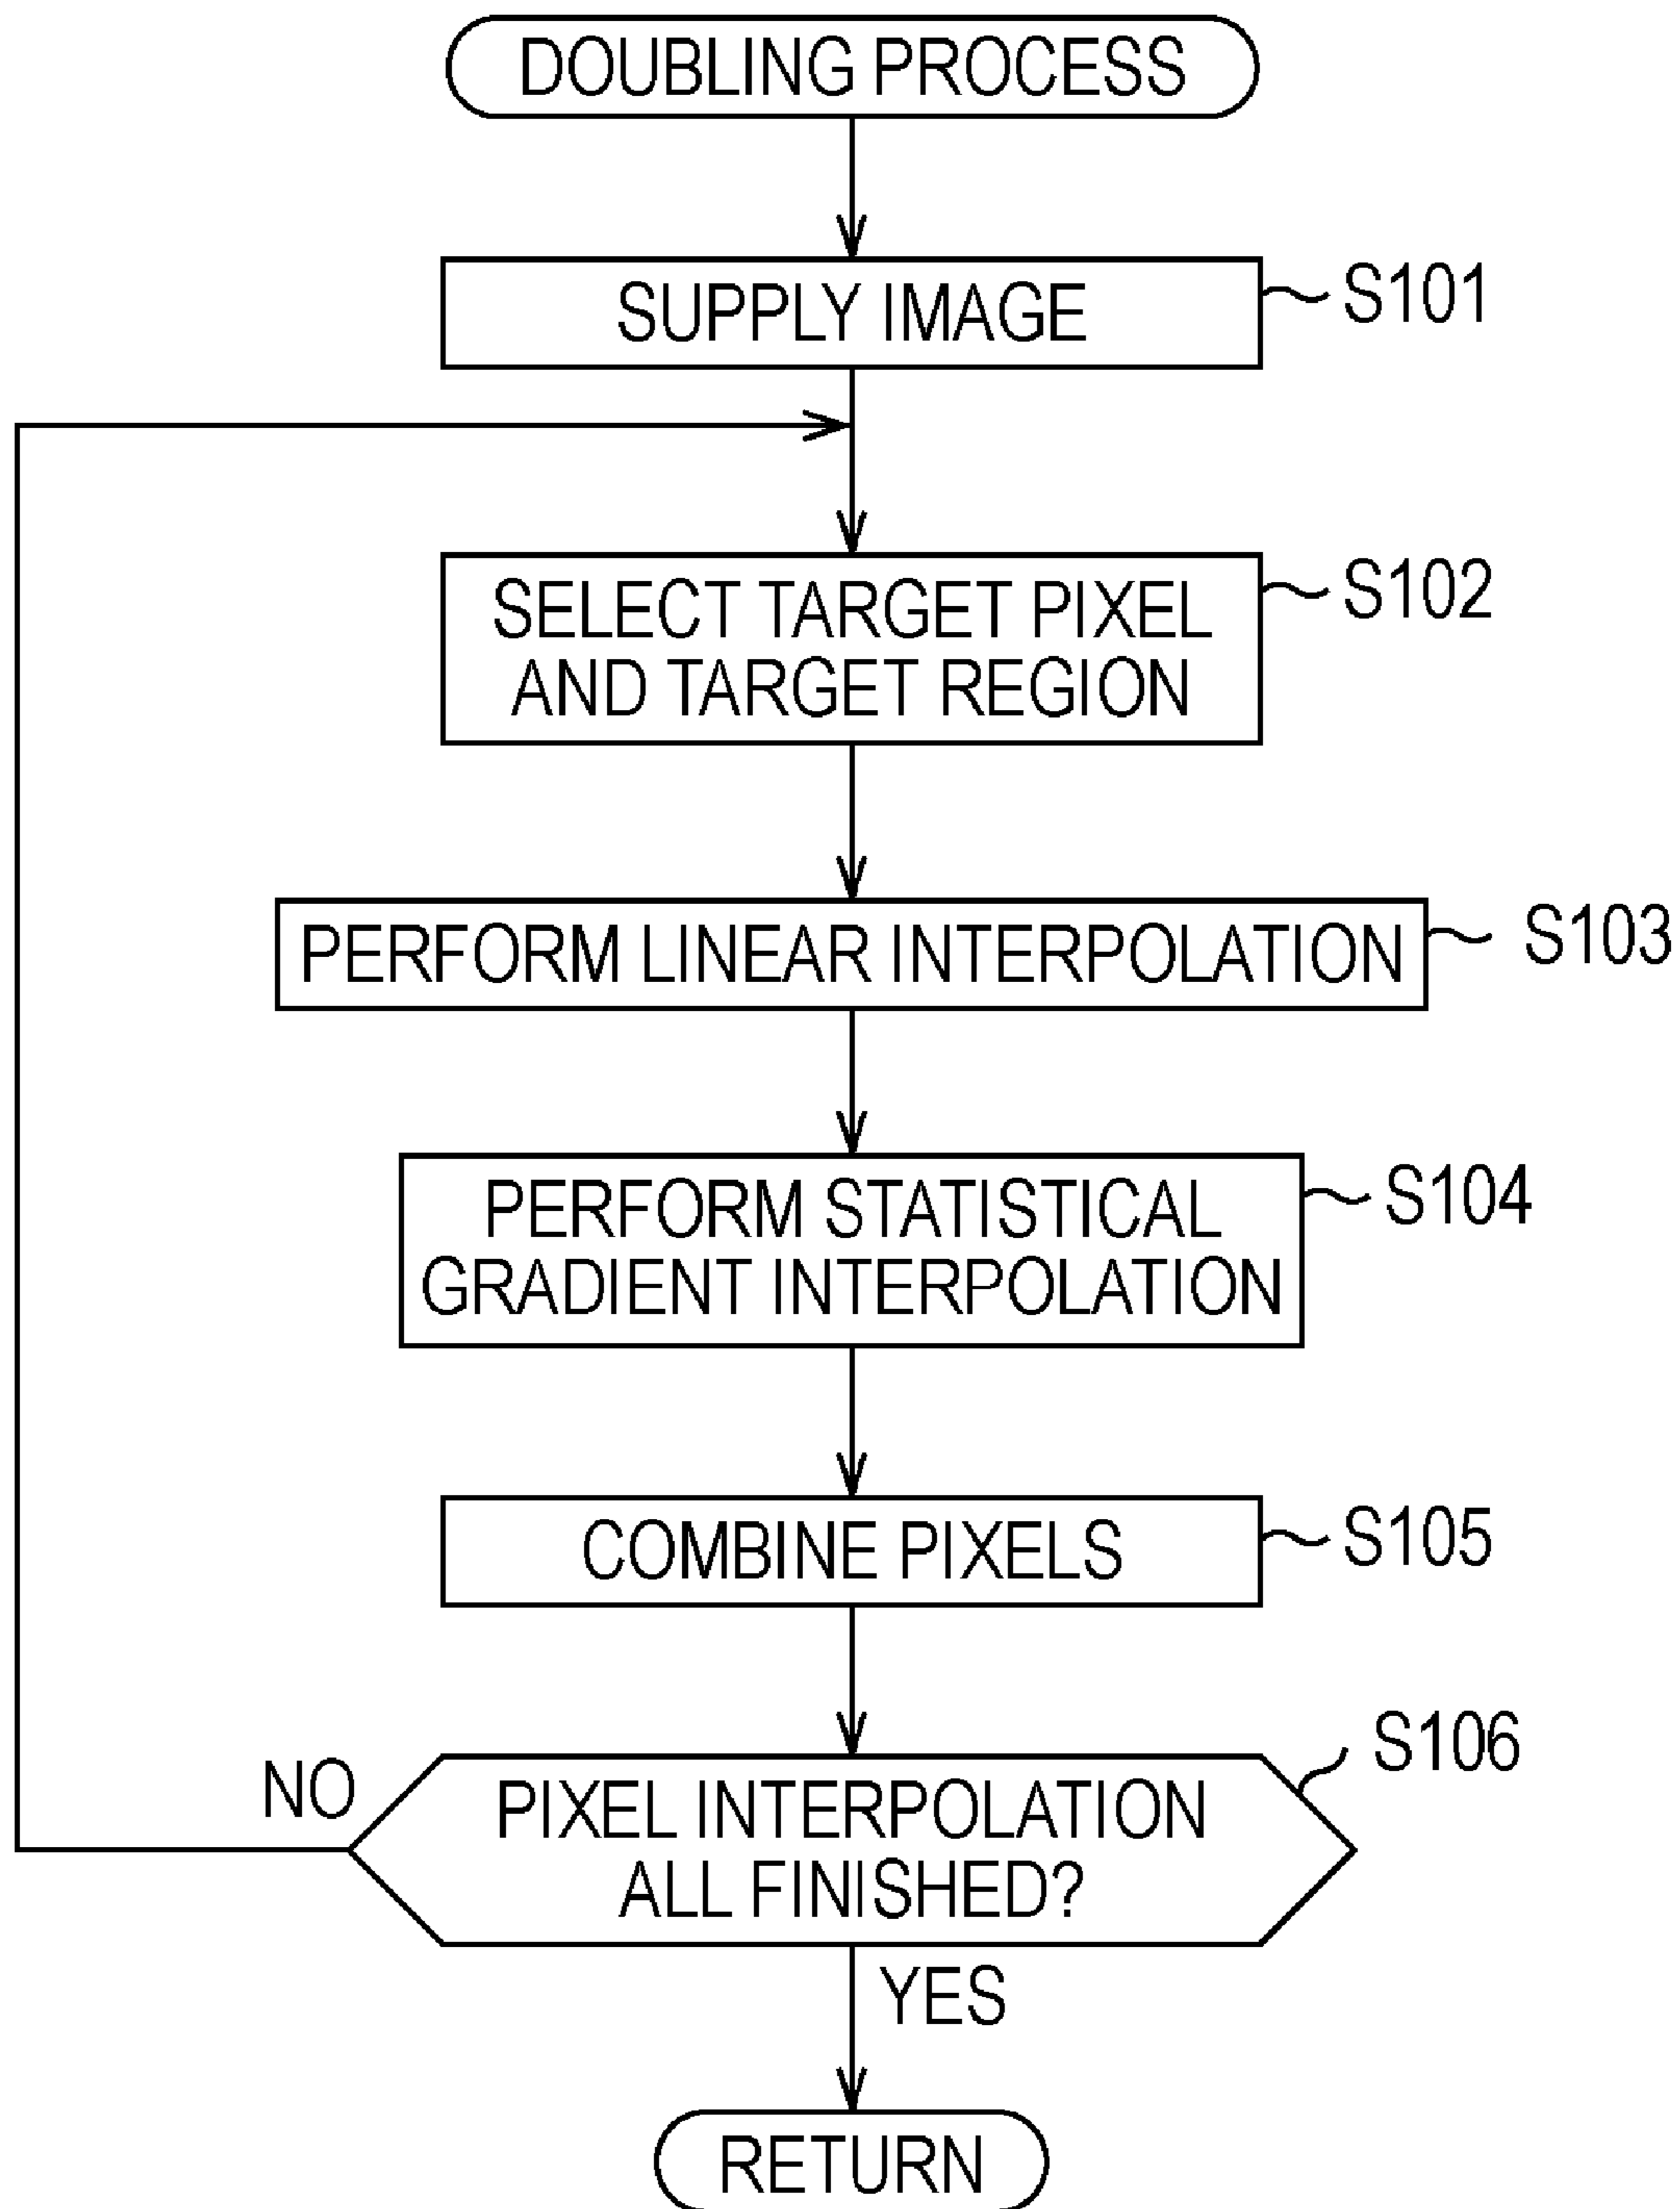 DOUBLING PROCESS
SUPPLY IMAGE
S101
SELECT TARGET PIXEL
AND TARGET REGION
S102
PERFORM LINEAR INTERPOLATION
S103
PERFORM STATISTICAL
GRADIENT INTERPOLATION
S104
COMBINE PIXELS
S105
PIXEL INTERPOLATION
ALL FINISHED?
S106
NO
YES
RETURN